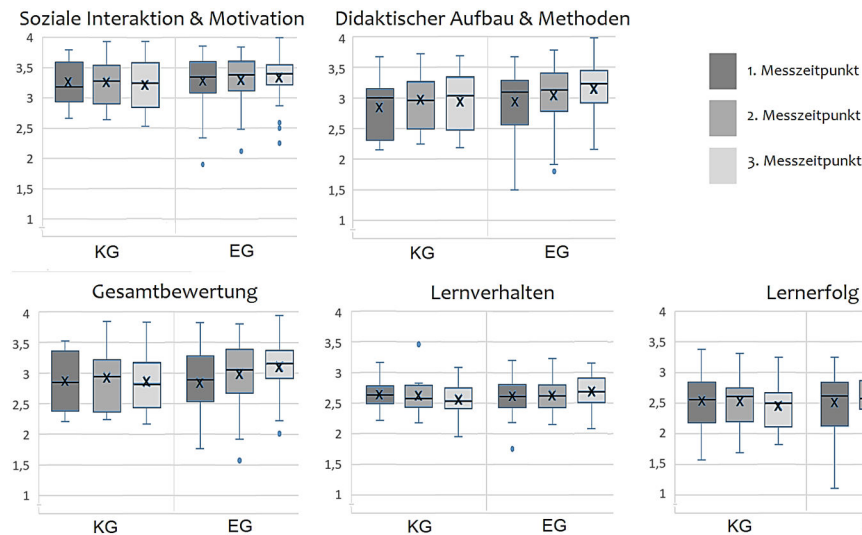 Soziale Interaktion & Motivation
4
3,5
3
2,5
2
1,5
1
KG EG
Didaktischer Aufbau & Methoden
4
3,5
3
2,5
2
1,5
1
KG EG
1. Messzeitpunkt
2. Messzeitpunkt
3. Messzeitpunkt
Gesamtbewertung
4
3,5
3
2,5
2
1,5
1
KG EG
Lernverhalten
4
3,5
3
2,5
2
1,5
1
KG EG
Lernerfolg
4
3,5
3
2,5
2
1,5
1
KG